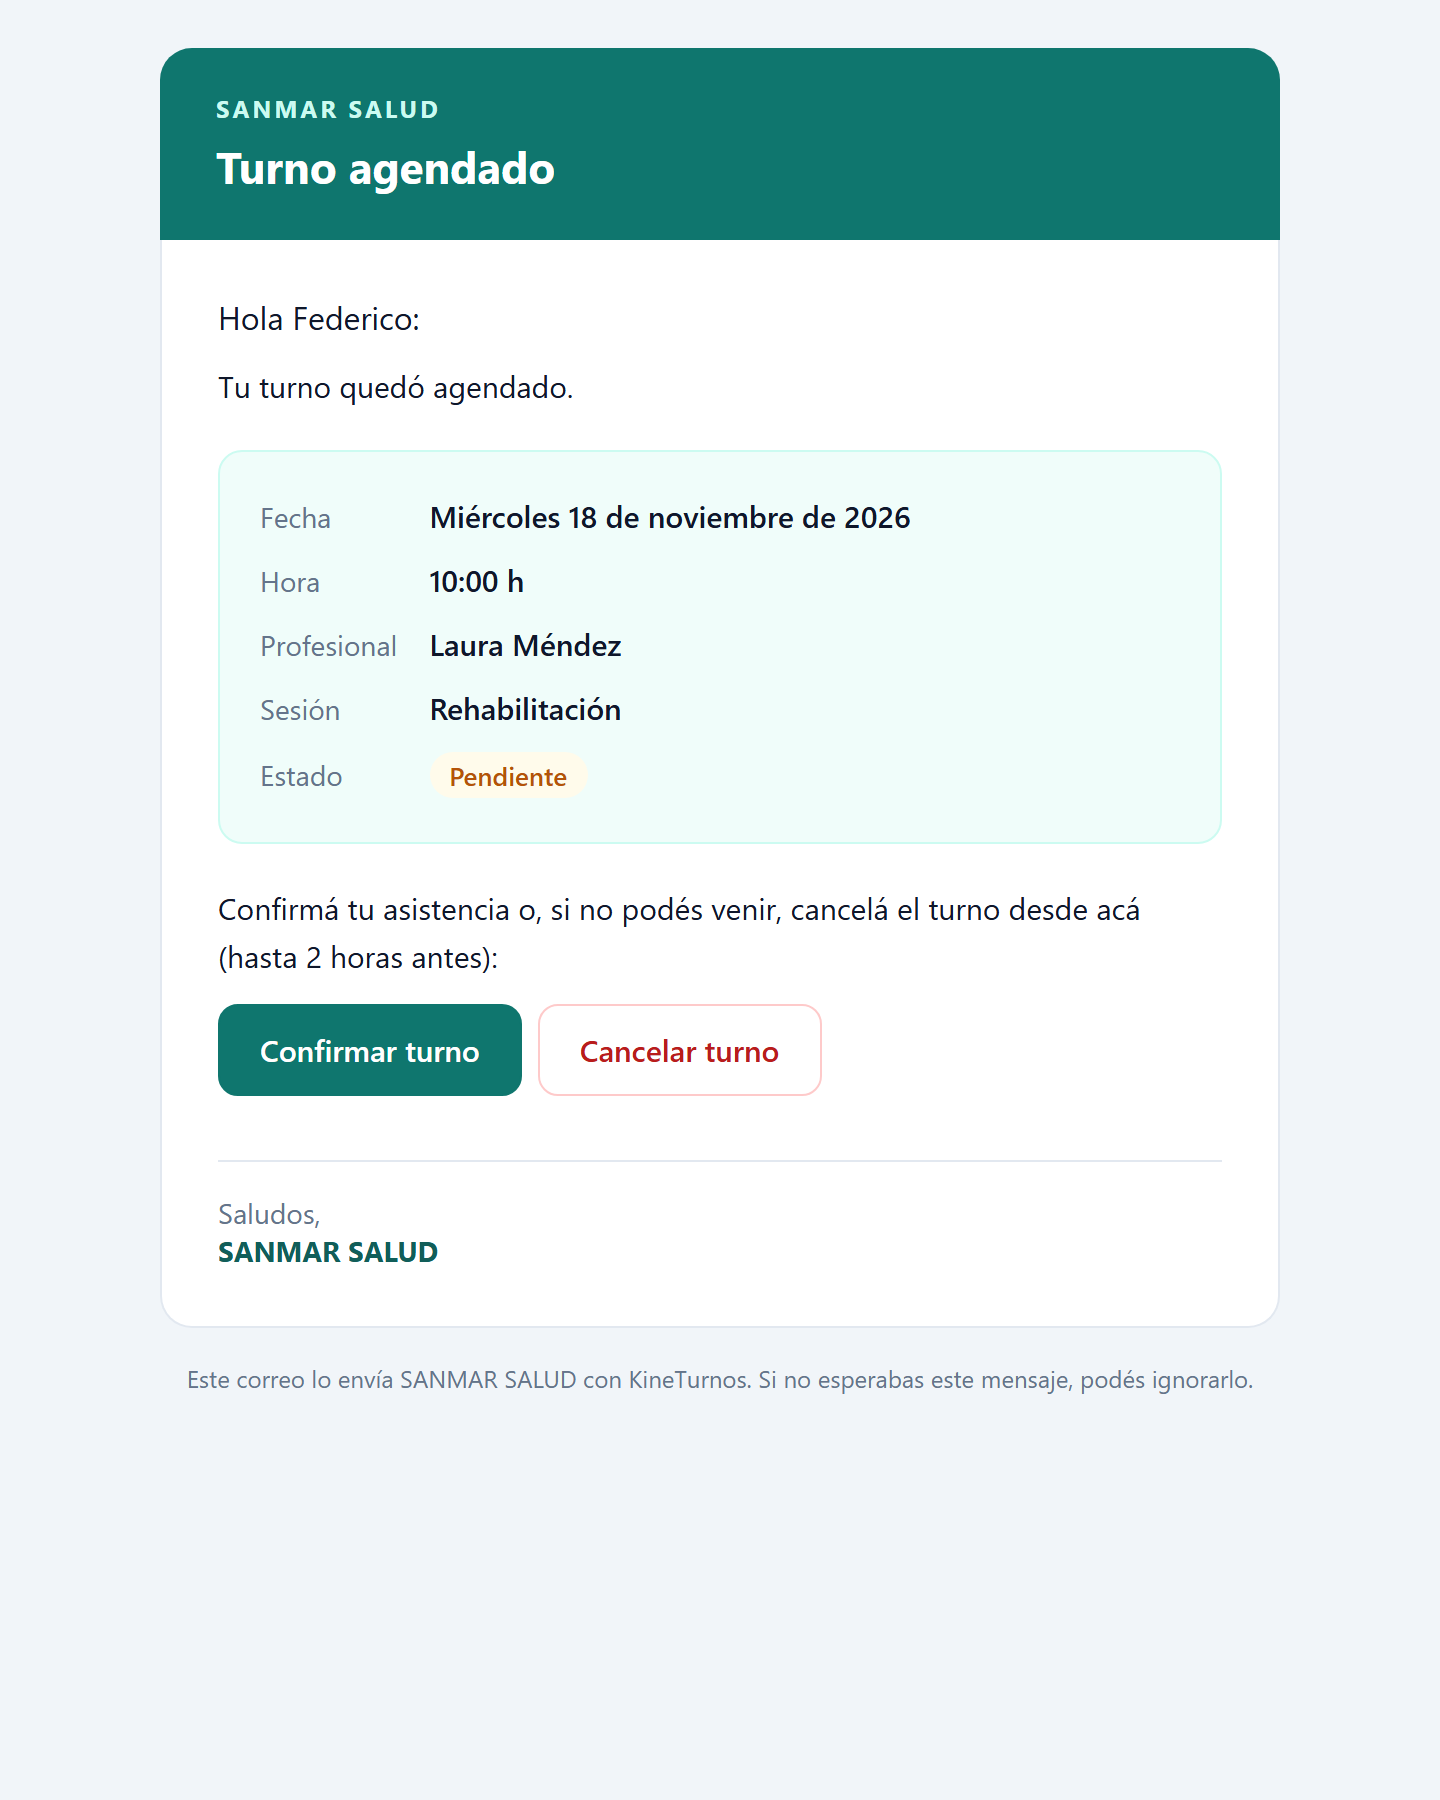 SANMAR SALUD
Turno agendado
Hola Federico:
Tu turno quedó agendado.
Fecha Miércoles 18 de noviembre de 2026
Hora 10:00 h
Profesional Laura Méndez
Sesión Rehabilitación
Estado Pendiente
Confirmá tu asistencia o, si no podés venir, cancelá el turno desde acá
(hasta 2 horas antes):
Confirmar turno Cancelar turno
Saludos,
SANMAR SALUD
Este correo lo envía SANMAR SALUD con KineTurnos. Si no esperabas este mensaje, podés ignorarlo.